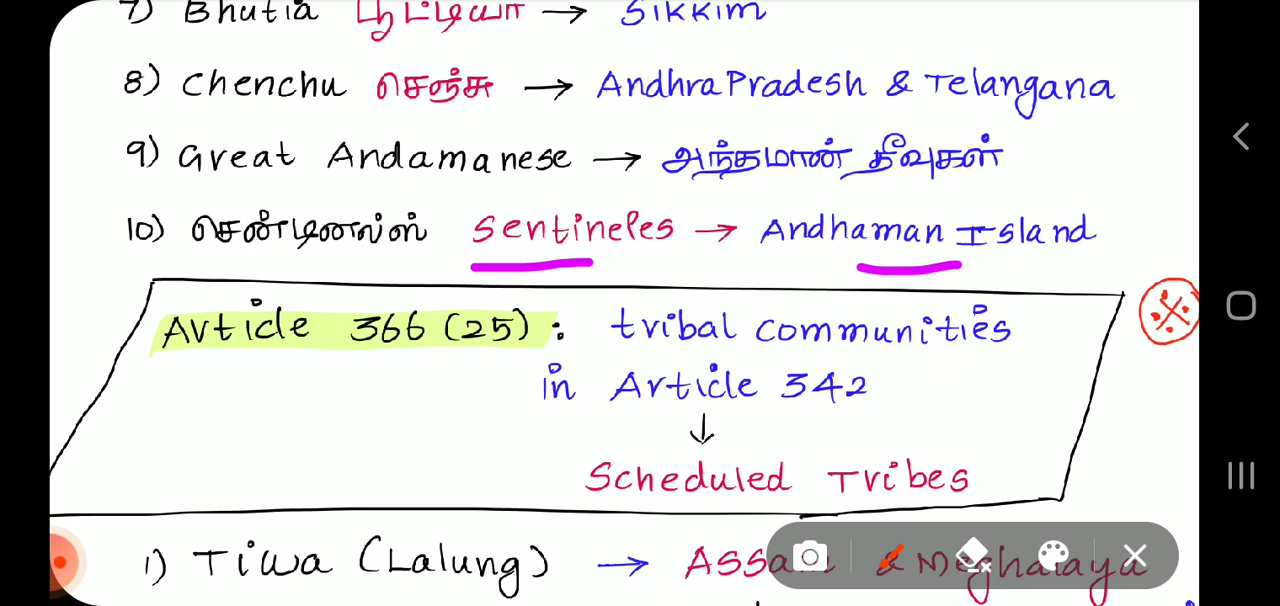 7) Bhutia பூட்டியா → Sikkim
8) Chenchu செஞ்சு → Andhra Pradesh & Telangana
9) Great Andamanese → அந்தமான் தீவுகள்
10) சென்டினல்ஸ் Sentineles → Andhaman Island
Article 366 (25) : tribal communities
in Article 342
↓
Scheduled Tribes
1) Tiwa (Lalung) → Assam & Meghalaya